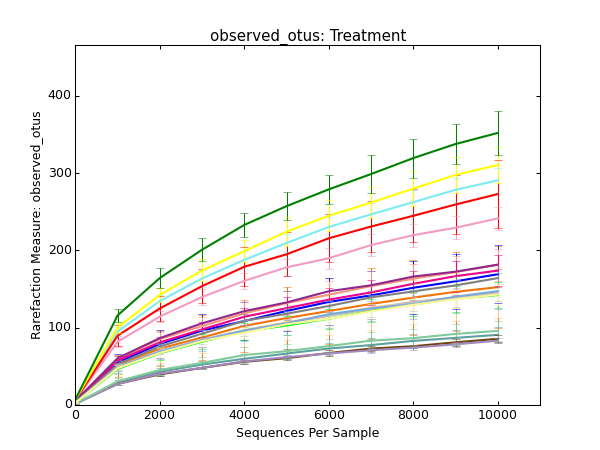 observed_otus: Treatment
400
300
200
100
0
0 2000 4000 6000 8000 10000
Sequences Per Sample
Rarefaction Measure: observed_otus